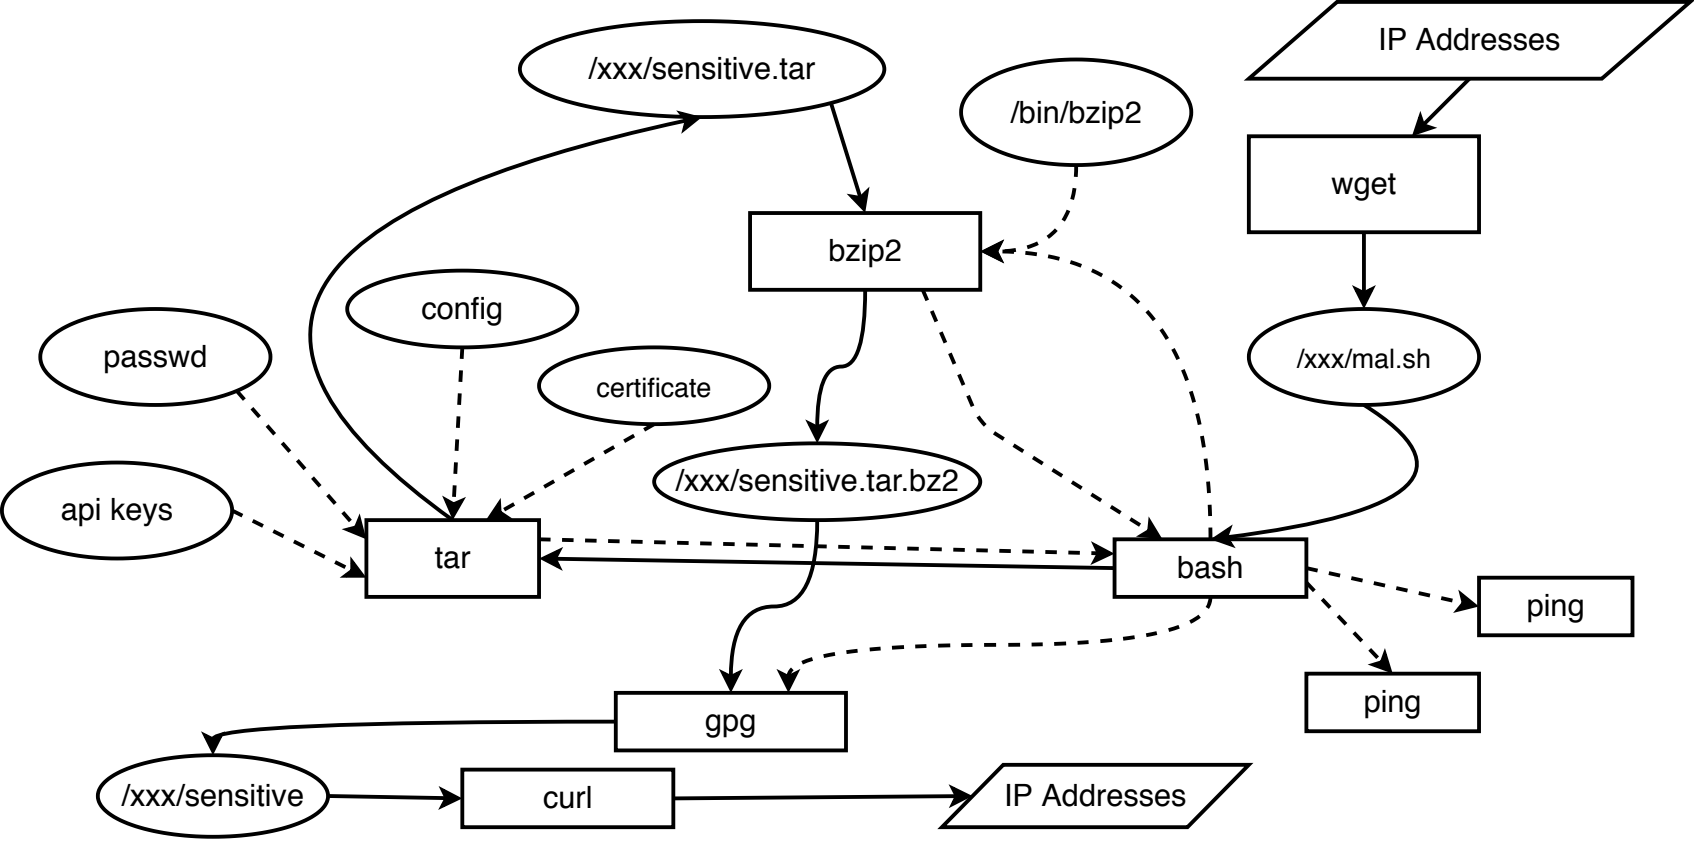 IP Addresses
/xxx/sensitive.tar
/bin/bzip2
wget
bzip2
config
passwd
/xxx/mal.sh
certificate
/xxx/sensitive.tar.bz2
api keys
tar
bash
ping
ping
gpg
/xxx/sensitive
curl
IP Addresses